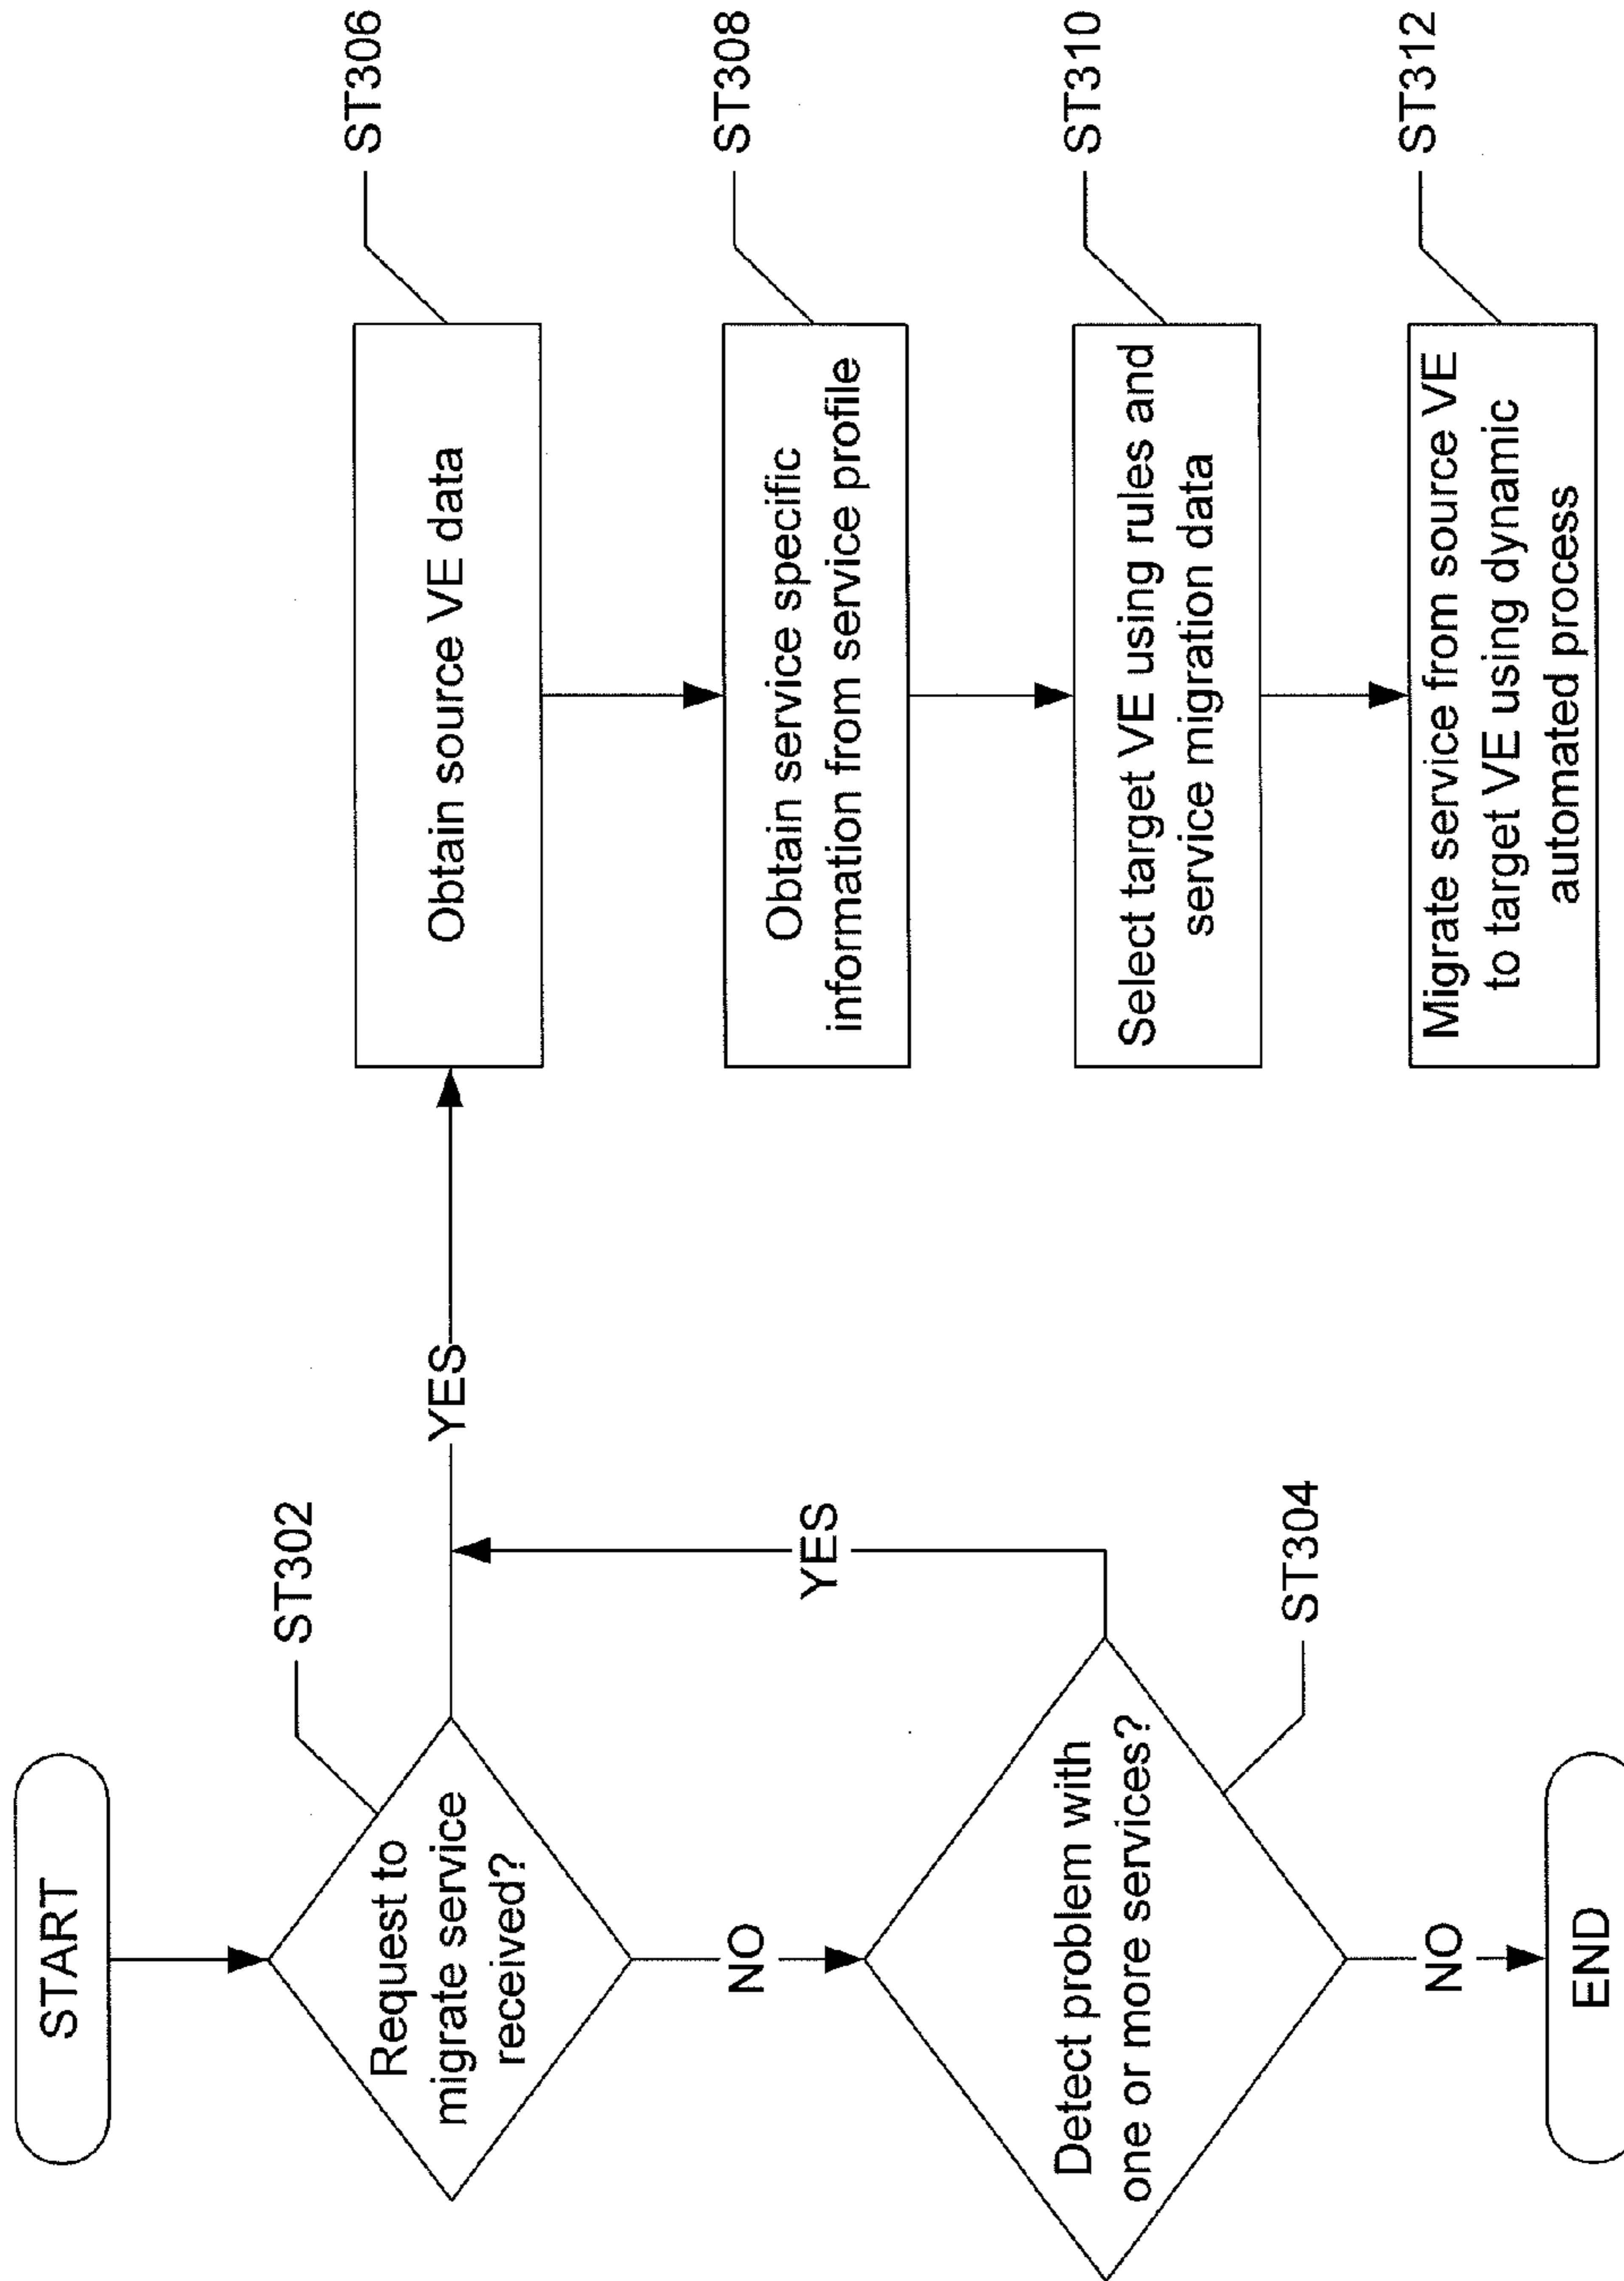 START
ST302
Request to
migrate service
received?
YES
NO
Detect problem with
one or more services?
YES
ST304
NO
END
Obtain source VE data
ST306
Obtain service specific
information from service profile
ST308
Select target VE using rules and
service migration data
ST310
Migrate service from source VE
to target VE using dynamic
automated process
ST312